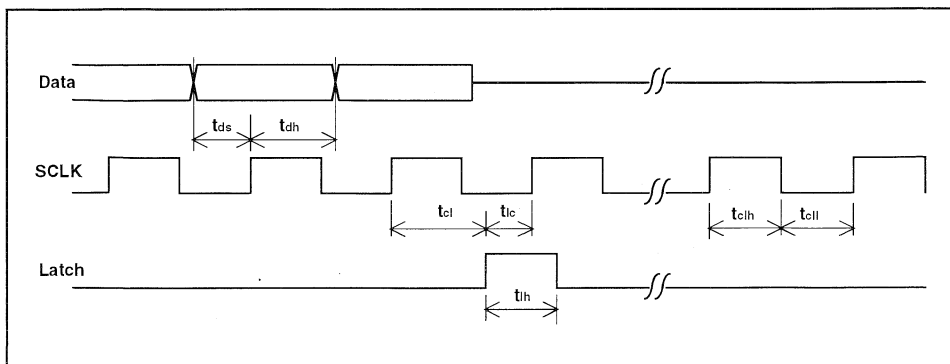 Data
tds tdh
SCLK
tcl tlc tclh tcll
Latch
tlh